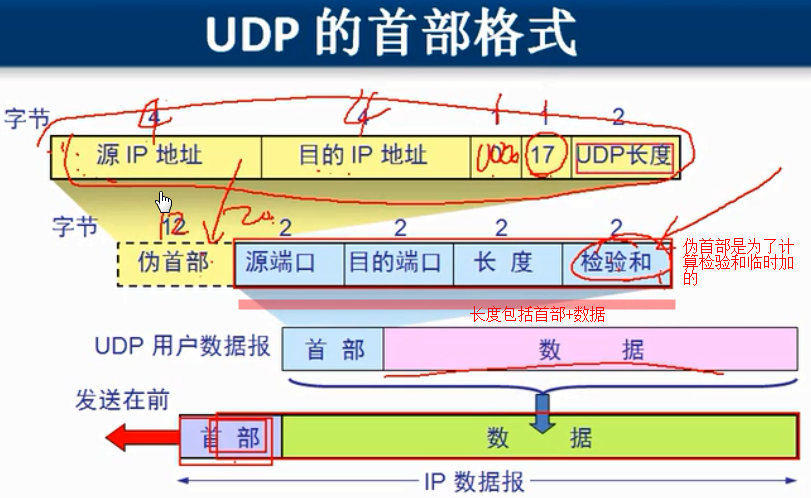 UDP 的首部格式
字节 4 4 1 1 2
源 IP 地址 目的 IP 地址 17 UDP长度
字节 12 2 2 2 2
伪首部 源端口 目的端口 长 度 检验和
伪首部是为了计
算检验和临时加
的
长度包括首部+数据
UDP 用户数据报 首 部 数 据
发送在前
首 部 数 据
IP 数据报